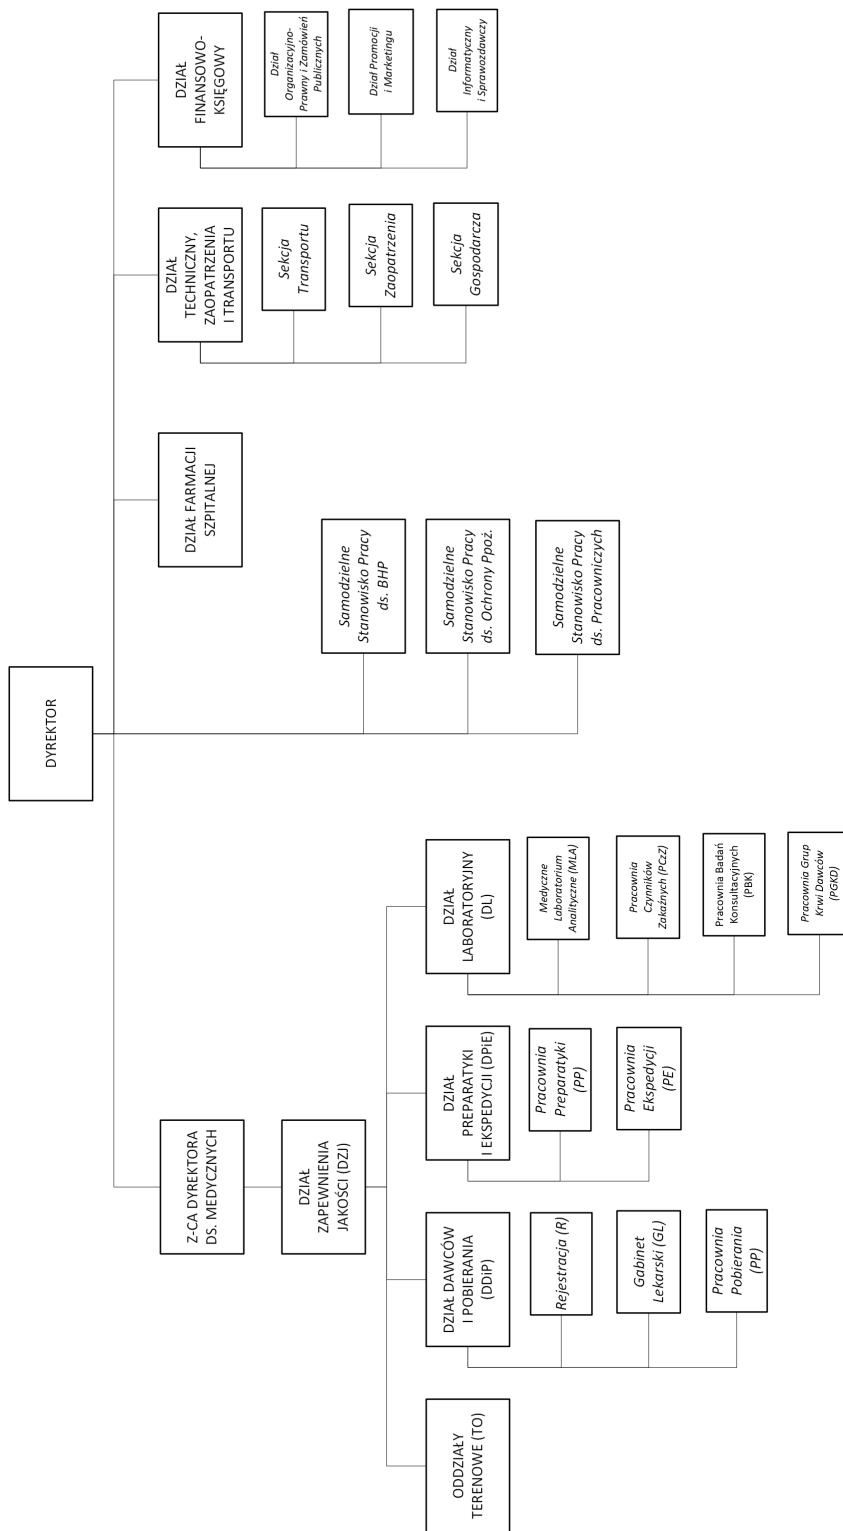 DYREKTOR
Z-CA DYREKTORA
DS. MEDYCZNYCH
DZIAŁ
ZAPEWNIENIA
JAKOŚCI (DZJ)
ODDZIAŁY
TERENOWE (TO)
DZIAŁ DAWCÓW
I POBIERANIA
(DDiP)
Rejestracja (R)
Gabinet
Lekarski (GL)
Pracownia
Pobierania
(PP)
DZIAŁ
PREPARATYKI
I EKSPEDYCJI (DPiE)
Pracownia
Preparatyki
(PP)
Pracownia
Ekspedycji
(PE)
DZIAŁ
LABORATORYJNY
(DL)
Medyczne
Laboratorium
Analityczne (MLA)
Pracownia
Czynników
Zakaźnych (PCzZ)
Pracownia Badań
Konsultacyjnych
(PBK)
Pracownia Grup
Krwi Dawców
(PGKD)
Samodzielne
Stanowisko Pracy
ds. BHP
Samodzielne
Stanowisko Pracy
ds. Ochrony Ppoż.
Samodzielne
Stanowisko Pracy
ds. Pracowniczych
DZIAŁ FARMACJI
SZPITALNEJ
DZIAŁ
TECHNICZNY,
ZAOPATRZENIA
I TRANSPORTU
Sekcja
Transportu
Sekcja
Zaopatrzenia
Sekcja
Gospodarcza
DZIAŁ
FINANSOWO-
KSIĘGOWY
Dział
Organizacyjno-
Prawny i Zamówień
Publicznych
Dział Promocji
i Marketingu
Dział
Informatyczny
i Sprawozdawczy